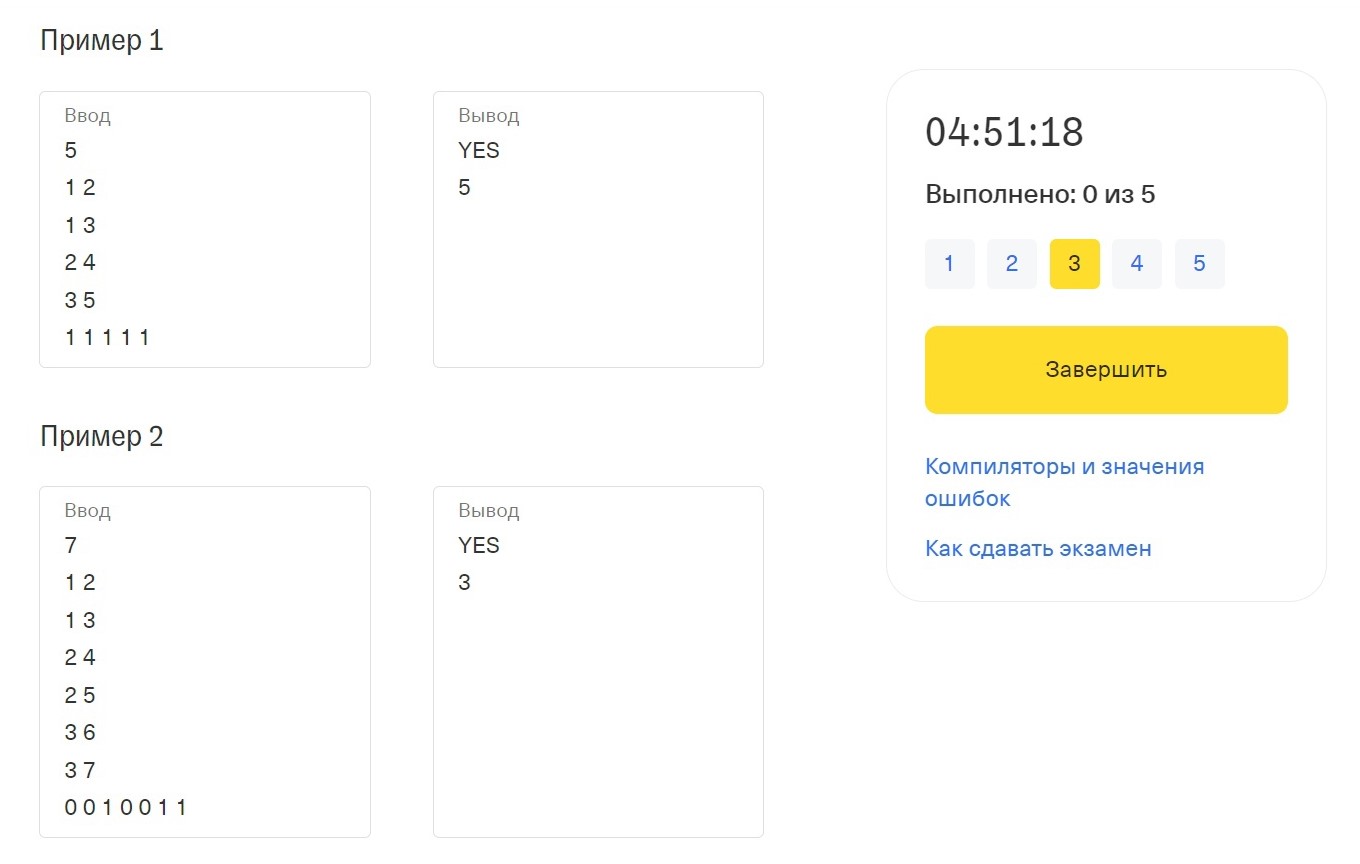 Пример 1
Ввод
5
1 2
1 3
2 4
3 5
1 1 1 1 1
Вывод
YES
5
Пример 2
Ввод
7
1 2
1 3
2 4
2 5
3 6
3 7
0 0 1 0 0 1 1
Вывод
YES
3
04:51:18
Выполнено: 0 из 5
1 2 3 4 5
Завершить
Компиляторы и значения
ошибок
Как сдавать экзамен